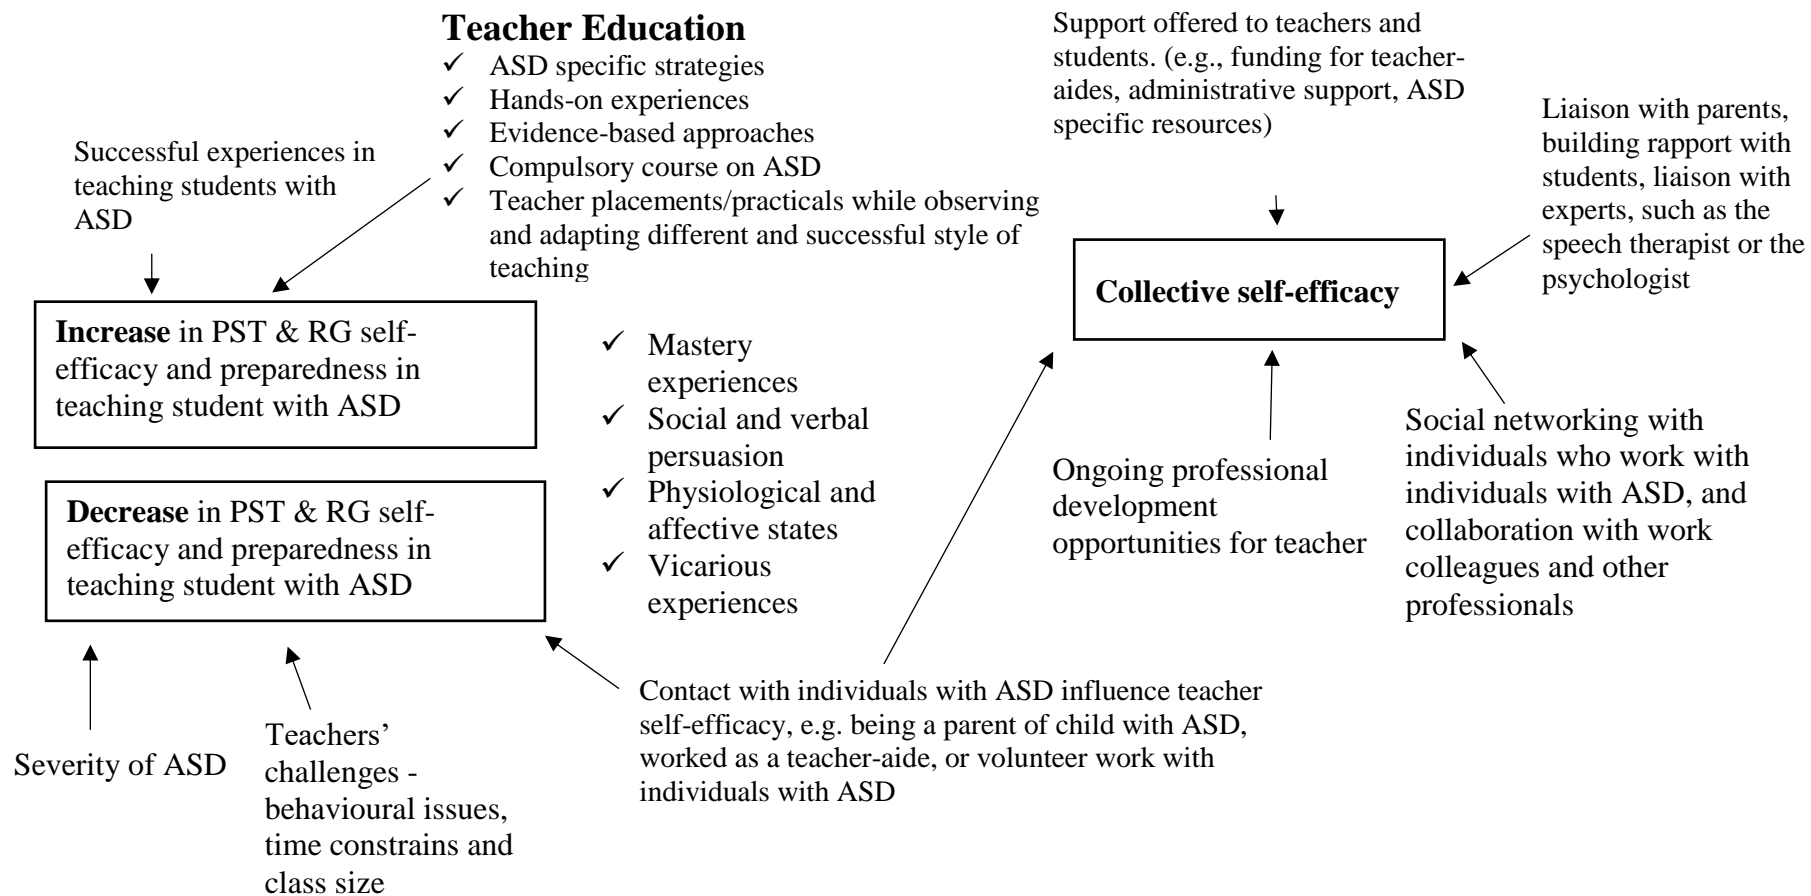 Teacher Education
✓ ASD specific strategies
✓ Hands-on experiences
✓ Evidence-based approaches
✓ Compulsory course on ASD
✓ Teacher placements/practicals while observing
and adapting different and successful style of
teaching
Successful experiences in
teaching students with
ASD
Increase in PST & RG self-
efficacy and preparedness in
teaching student with ASD
Decrease in PST & RG self-
efficacy and preparedness in
teaching student with ASD
Severity of ASD
Teachers’
challenges -
behavioural issues,
time constrains and
class size
✓ Mastery
experiences
✓ Social and verbal
persuasion
✓ Physiological and
affective states
✓ Vicarious
experiences
Contact with individuals with ASD influence teacher
self-efficacy, e.g. being a parent of child with ASD,
worked as a teacher-aide, or volunteer work with
individuals with ASD
Support offered to teachers and
students. (e.g., funding for teacher-
aides, administrative support, ASD
specific resources)
Liaison with parents,
building rapport with
students, liaison with
experts, such as the
speech therapist or the
psychologist
Collective self-efficacy
Ongoing professional
development
opportunities for teacher
Social networking with
individuals who work with
individuals with ASD, and
collaboration with work
colleagues and other
professionals